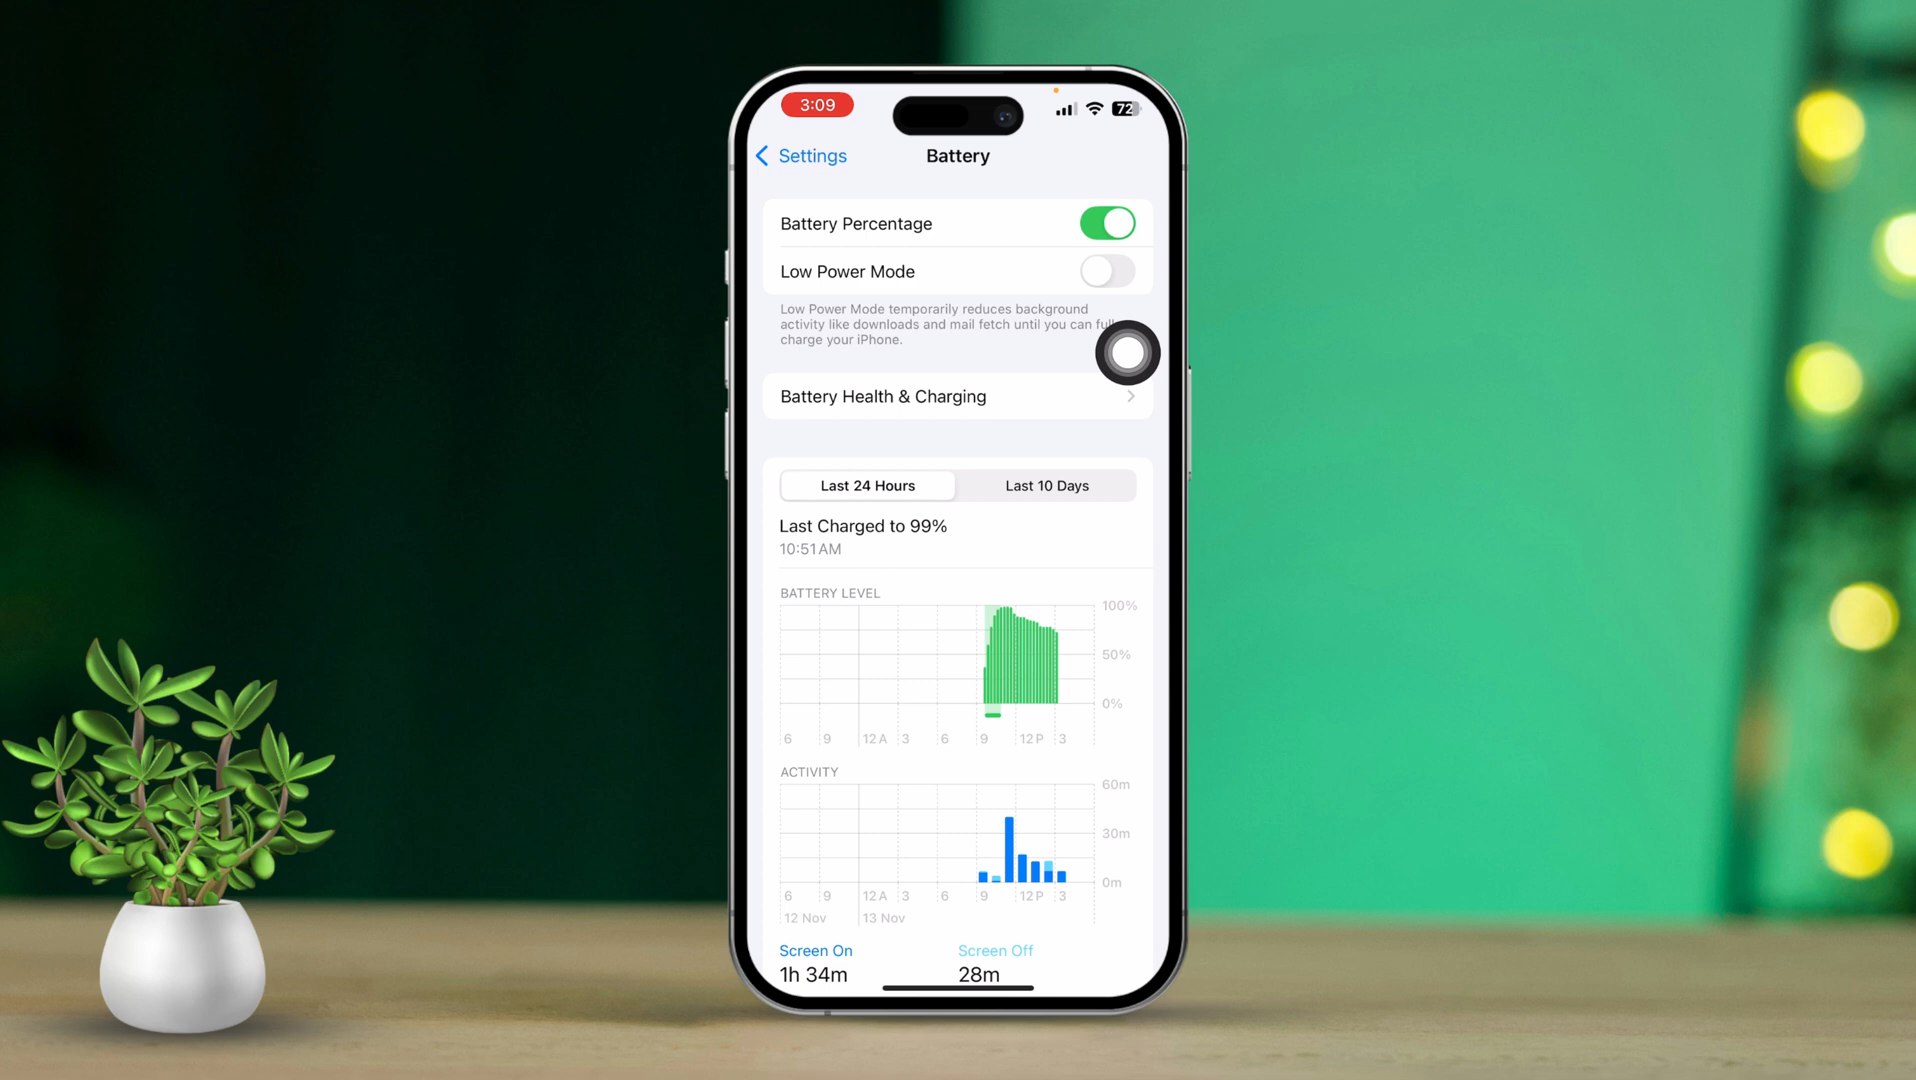 3:09
72
Settings
Battery
Battery Percentage
Low Power Mode
Low Power Mode temporarily reduces background
activity like downloads and mail fetch until you can
charge your iPhone.
Battery Health & Charging
Last 24 Hours Last 10 Days
Last Charged to 99%
10:51 AM
BATTERY LEVEL
100%
50%
0%
6 9 12 A 3 6 9 12 P 3
ACTIVITY
60m
30m
0m
6 9 12 A 3 6 9 12 P 3
12 Nov 13 Nov
Screen On Screen Off
1h 34m 28m